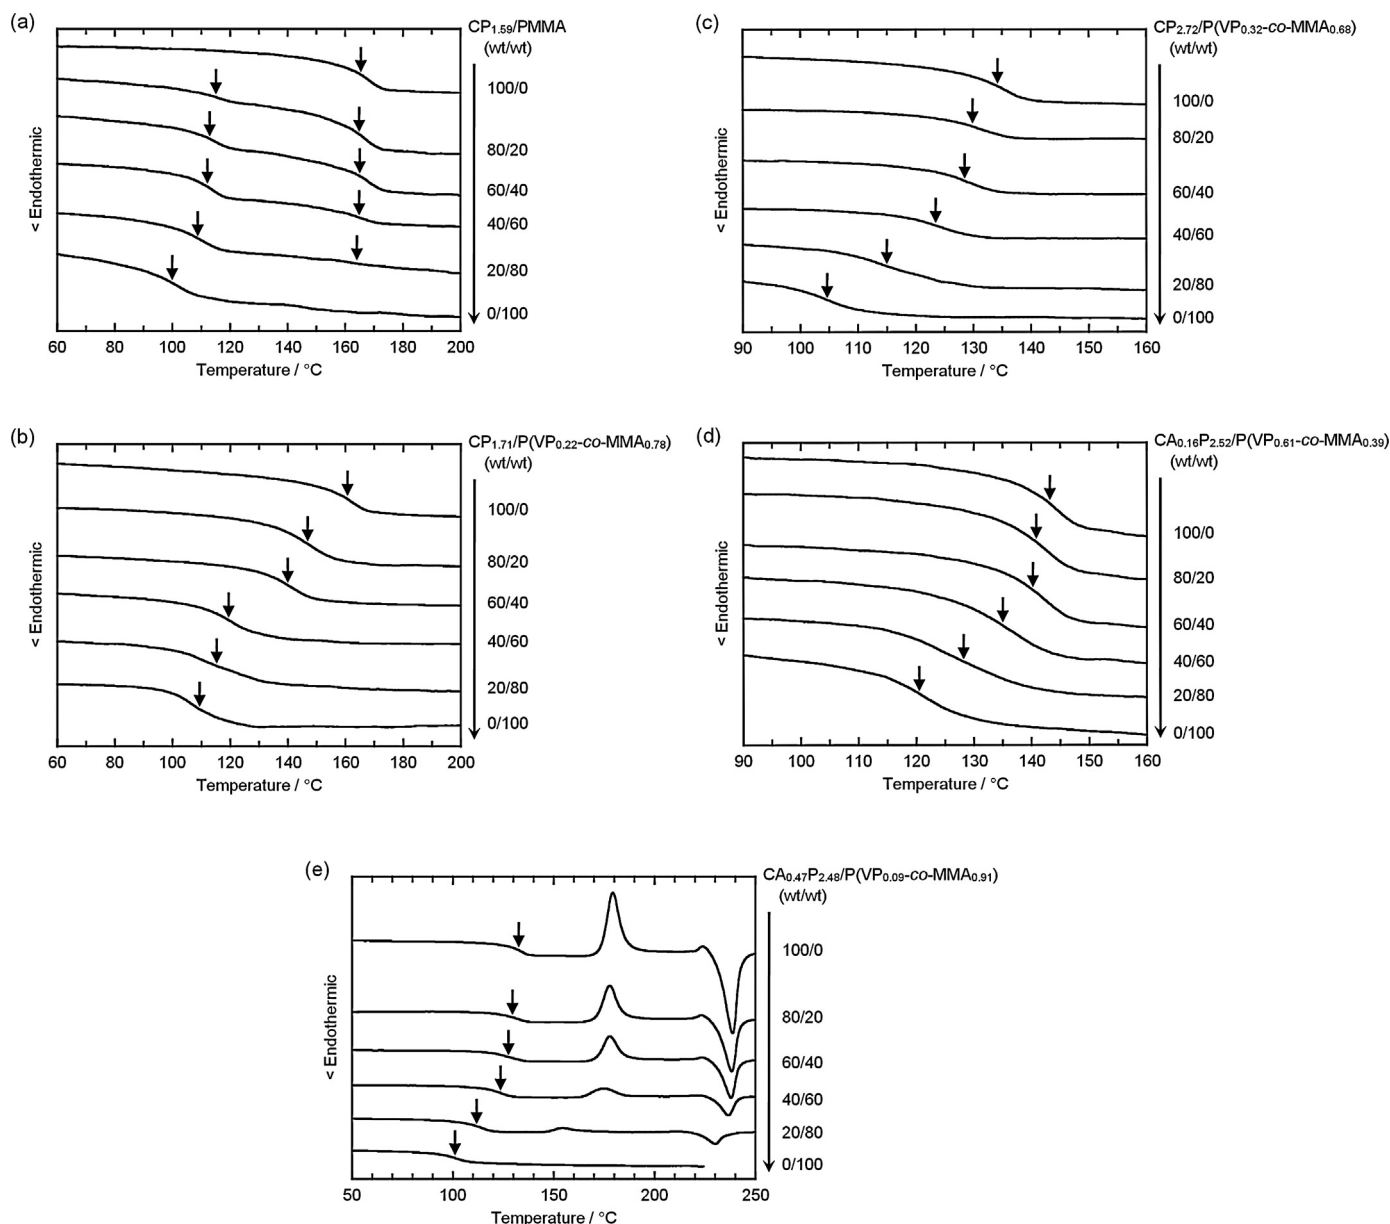 (a)
CP1.59/PMMA
(wt/wt)
100/0
80/20
60/40
40/60
20/80
0/100
< Endothermic
60 80 100 120 140 160 180 200
Temperature / °C
(c)
CP2.72/P(VP0.32-co-MMA0.68)
(wt/wt)
100/0
80/20
60/40
40/60
20/80
0/100
< Endothermic
90 100 110 120 130 140 150 160
Temperature / °C
(b)
CP1.71/P(VP0.22-co-MMA0.78)
(wt/wt)
100/0
80/20
60/40
40/60
20/80
0/100
< Endothermic
60 80 100 120 140 160 180 200
Temperature / °C
(d)
CA0.16P2.52/P(VP0.61-co-MMA0.39)
(wt/wt)
100/0
80/20
60/40
40/60
20/80
0/100
< Endothermic
90 100 110 120 130 140 150 160
Temperature / °C
(e)
CA0.47P2.48/P(VP0.09-co-MMA0.91)
(wt/wt)
100/0
80/20
60/40
40/60
20/80
0/100
< Endothermic
50 100 150 200 250
Temperature / °C